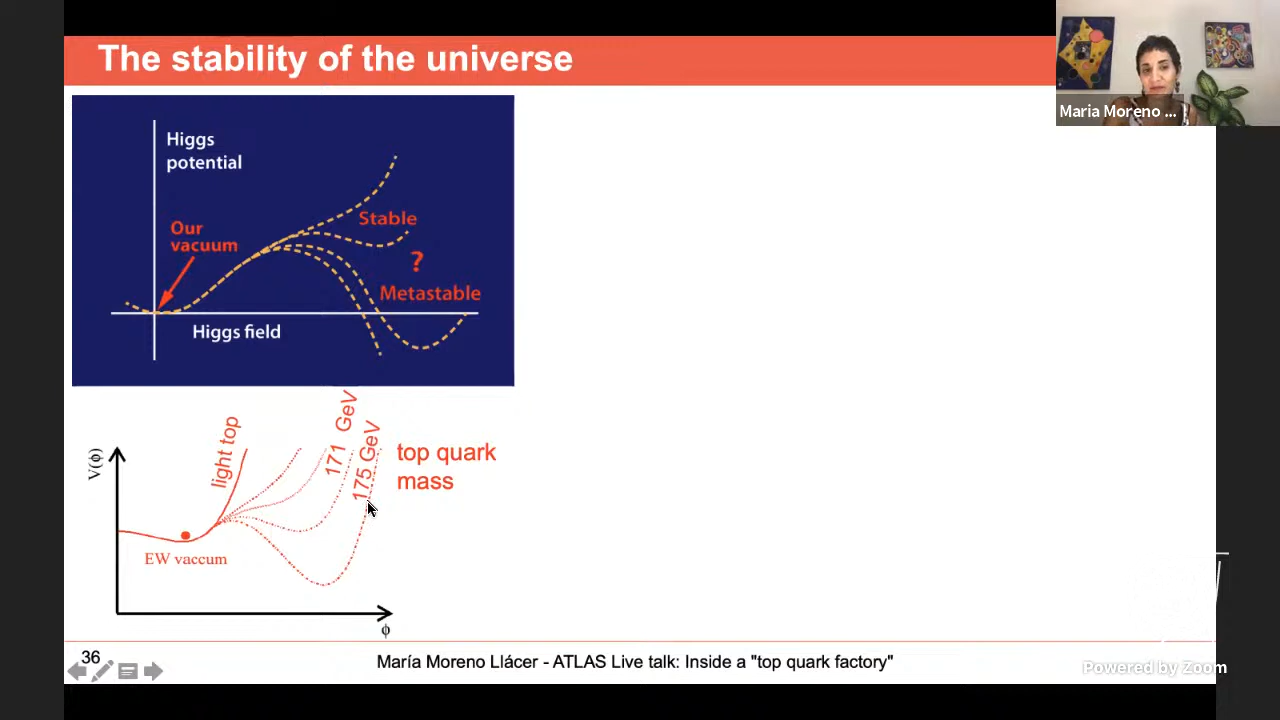 The stability of the universe
Maria Moreno ...
Higgs
potential
Our
vacuum
Stable
?
Metastable
Higgs field
V(ϕ)
light top
171 GeV
175 GeV
top quark
mass
EW vaccum
ϕ
36
María Moreno Llácer - ATLAS Live talk: Inside a "top quark factory"
Powered by Zoom